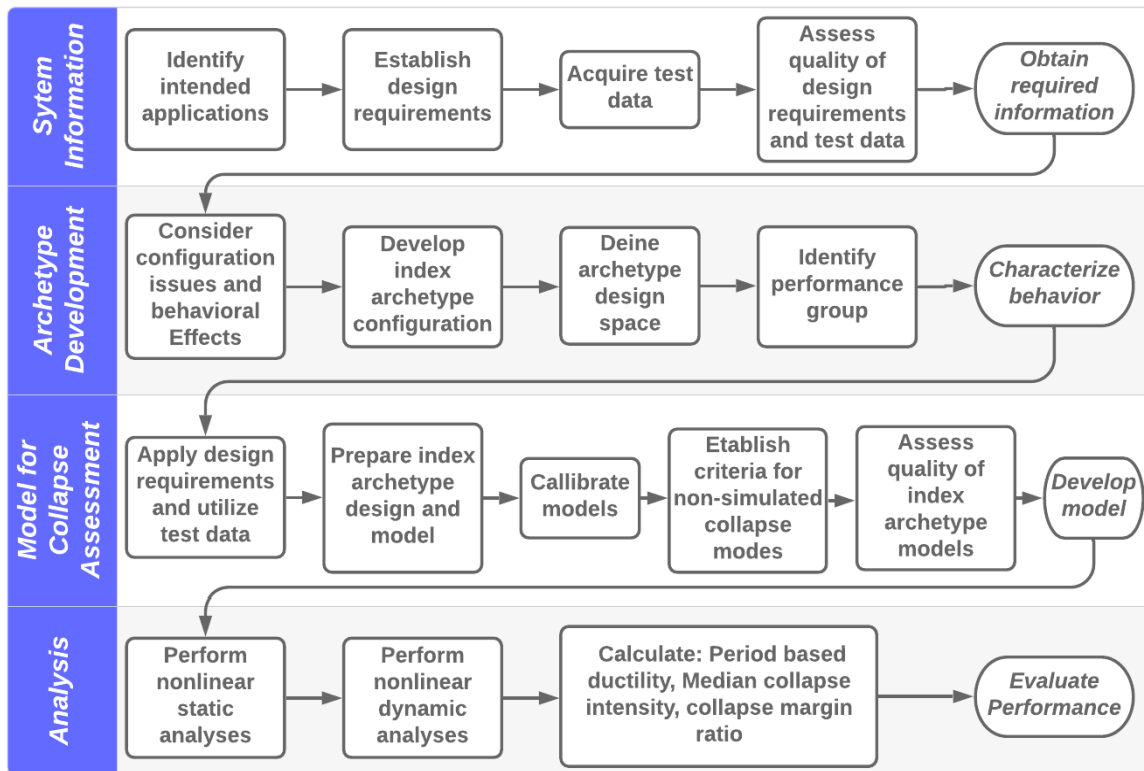 Sytem
Information
Identify
intended
applications
Establish
design
requirements
Acquire test
data
Assess
quality of
design
requirements
and test data
Obtain
required
information
Archetype
Development
Consider
configuration
issues and
behavioral
Effects
Develop
index
archetype
configuration
Deine
archetype
design
space
Identify
performance
group
Characterize
behavior
Model for
Collapse
Assessment
Apply design
requirements
and utilize
test data
Prepare index
archetype
design and
model
Callibrate
models
Etablish
criteria for
non-simulated
collapse
modes
Assess
quality of
index
archetype
models
Develop
model
Analysis
Perform
nonlinear
static
analyses
Perform
nonlinear
dynamic
analyses
Calculate: Period based
ductility, Median collapse
intensity, collapse margin
ratio
Evaluate
Performance